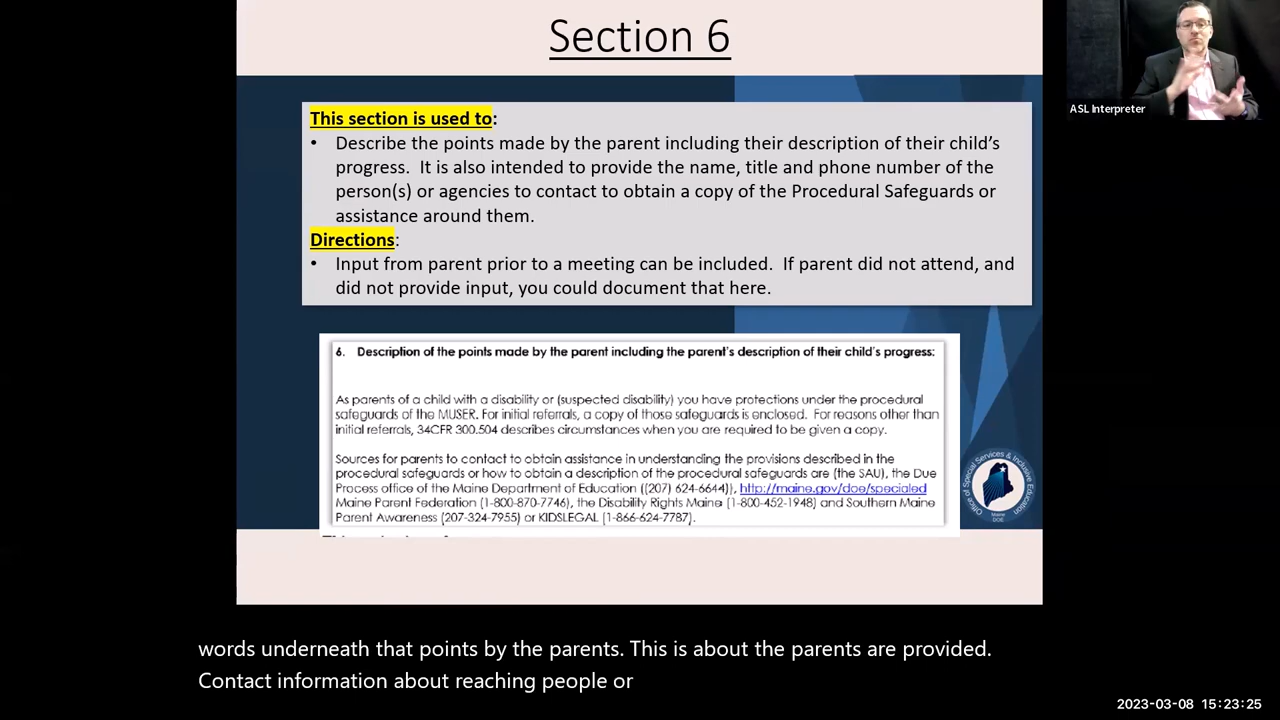 Section 6
ASL Interpreter
This section is used to:
• Describe the points made by the parent including their description of their child's
progress.  It is also intended to provide the name, title and phone number of the
person(s) or agencies to contact to obtain a copy of the Procedural Safeguards or
assistance around them.
Directions:
• Input from parent prior to a meeting can be included.  If parent did not attend, and
did not provide input, you could document that here.
6. Description of the points made by the parent including the parent's description of their child's progress:
As parents of a child with a disability or (suspected disability) you have protections under the procedural
safeguards of the MUSER. For initial referrals, a copy of those safeguards is enclosed.  For reasons other than
initial referrals, 34CFR 300.504 describes circumstances when you are required to be given a copy.
Sources for parents to contact to obtain assistance in understanding the provisions described in the
procedural safeguards or how to obtain a description of the procedural safeguards are (the SAU), the Due
Process office of the Maine Department of Education ((207) 624-6644)), http://maine.gov/doe/specialed
Maine Parent Federation (1-800-870-7746), the Disability Rights Maine (1-800-452-1948) and Southern Maine
Parent Awareness (207-324-7955) or KIDSLEGAL (1-866-624-7787).
Office of Special Services & Inclusive Education
Maine
DOE
words underneath that points by the parents. This is about the parents are provided.
Contact information about reaching people or
2023-03-08 15:23:25